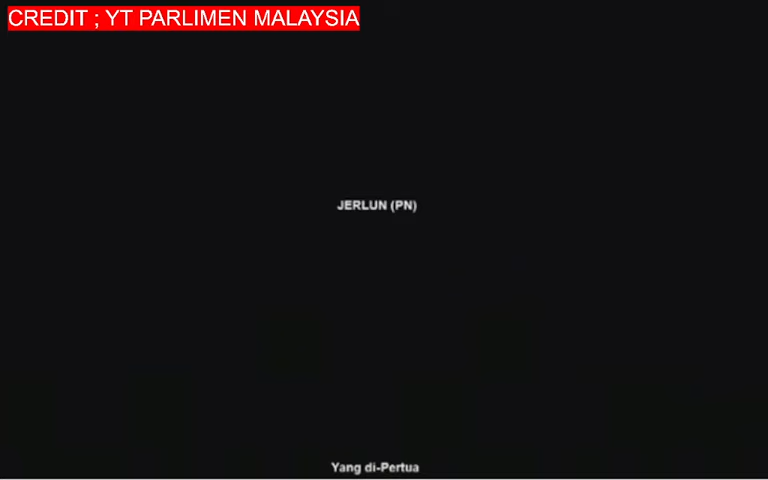 CREDIT ; YT PARLIMEN MALAYSIA
JERLUN (PN)
Yang di-Pertua